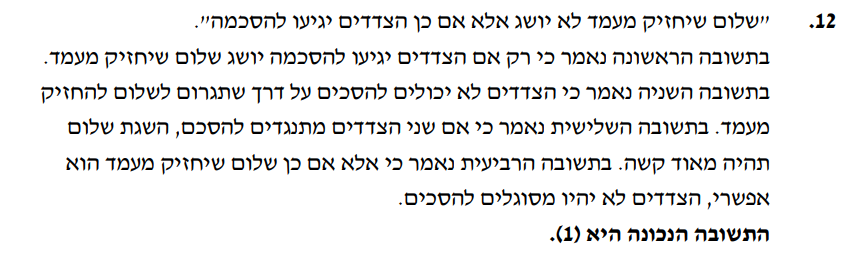 12. "שלום שיחזיק מעמד לא יושג אלא אם כן הצדדים יגיעו להסכמה".
בתשובה הראשונה נאמר כי רק אם הצדדים יגיעו להסכמה יושג שלום שיחזיק מעמד.
בתשובה השניה נאמר כי הצדדים לא יכולים להסכים על דרך שתגרום לשלום להחזיק
מעמד. בתשובה השלישית נאמר כי אם שני הצדדים מתנגדים להסכם, השגת שלום
תהיה מאוד קשה. בתשובה הרביעית נאמר כי אלא אם כן שלום שיחזיק מעמד הוא
אפשרי, הצדדים לא יהיו מסוגלים להסכים.
התשובה הנכונה היא (1).